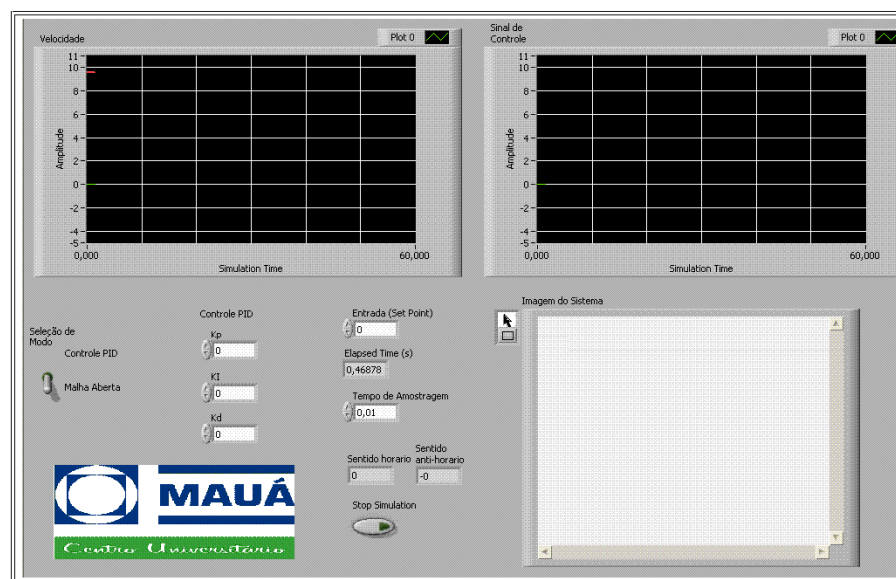 Velocidade
Plot 0
11
10
8
6
4
2
0
-2
-4
-5
Amplitude
0,000
60,000
Simulation Time
Sinal de
Controle
Plot 0
11
10
8
6
4
2
0
-2
-4
-5
Amplitude
0,000
60,000
Simulation Time
Seleção de
Modo
Controle PID
Malha Aberta
Controle PID
Kp
0
KI
0
Kd
0
Entrada (Set Point)
0
Elapsed Time (s)
0,46878
Tempo de Amostragem
0,01
Sentido horario
0
Sentido
anti-horario
-0
Stop Simulation
Imagem do Sistema
MAUÁ
Centro Universitário